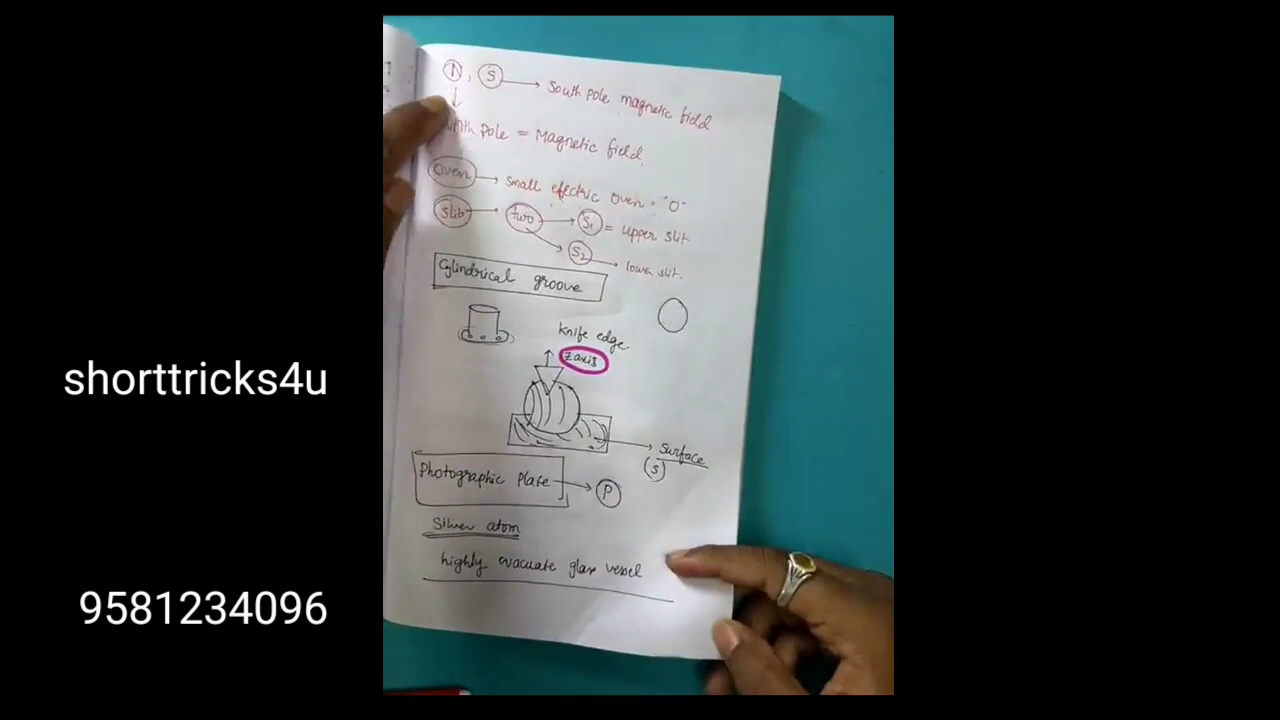 N, S → South pole magnetic field
pole = Magnetic field.
oven → Small electric oven = "O"
slit → two → S1 = upper slit
S2 → lower slit.
Cylindrical groove
Knife edge
z axis
surface
(S)
Photographic plate → P
Silver atom
highly evacuate glass vessel
shorttricks4u
9581234096